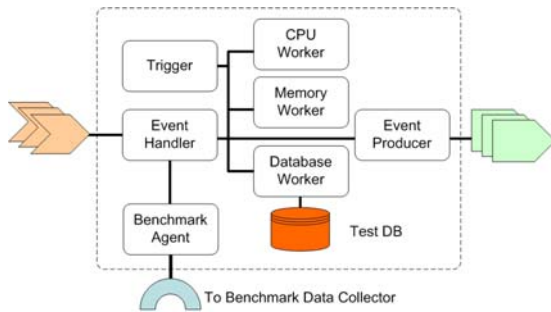 CPU
Worker
Trigger
Memory
Worker
Event
Handler
Event
Producer
Database
Worker
Benchmark
Agent
Test DB
To Benchmark Data Collector